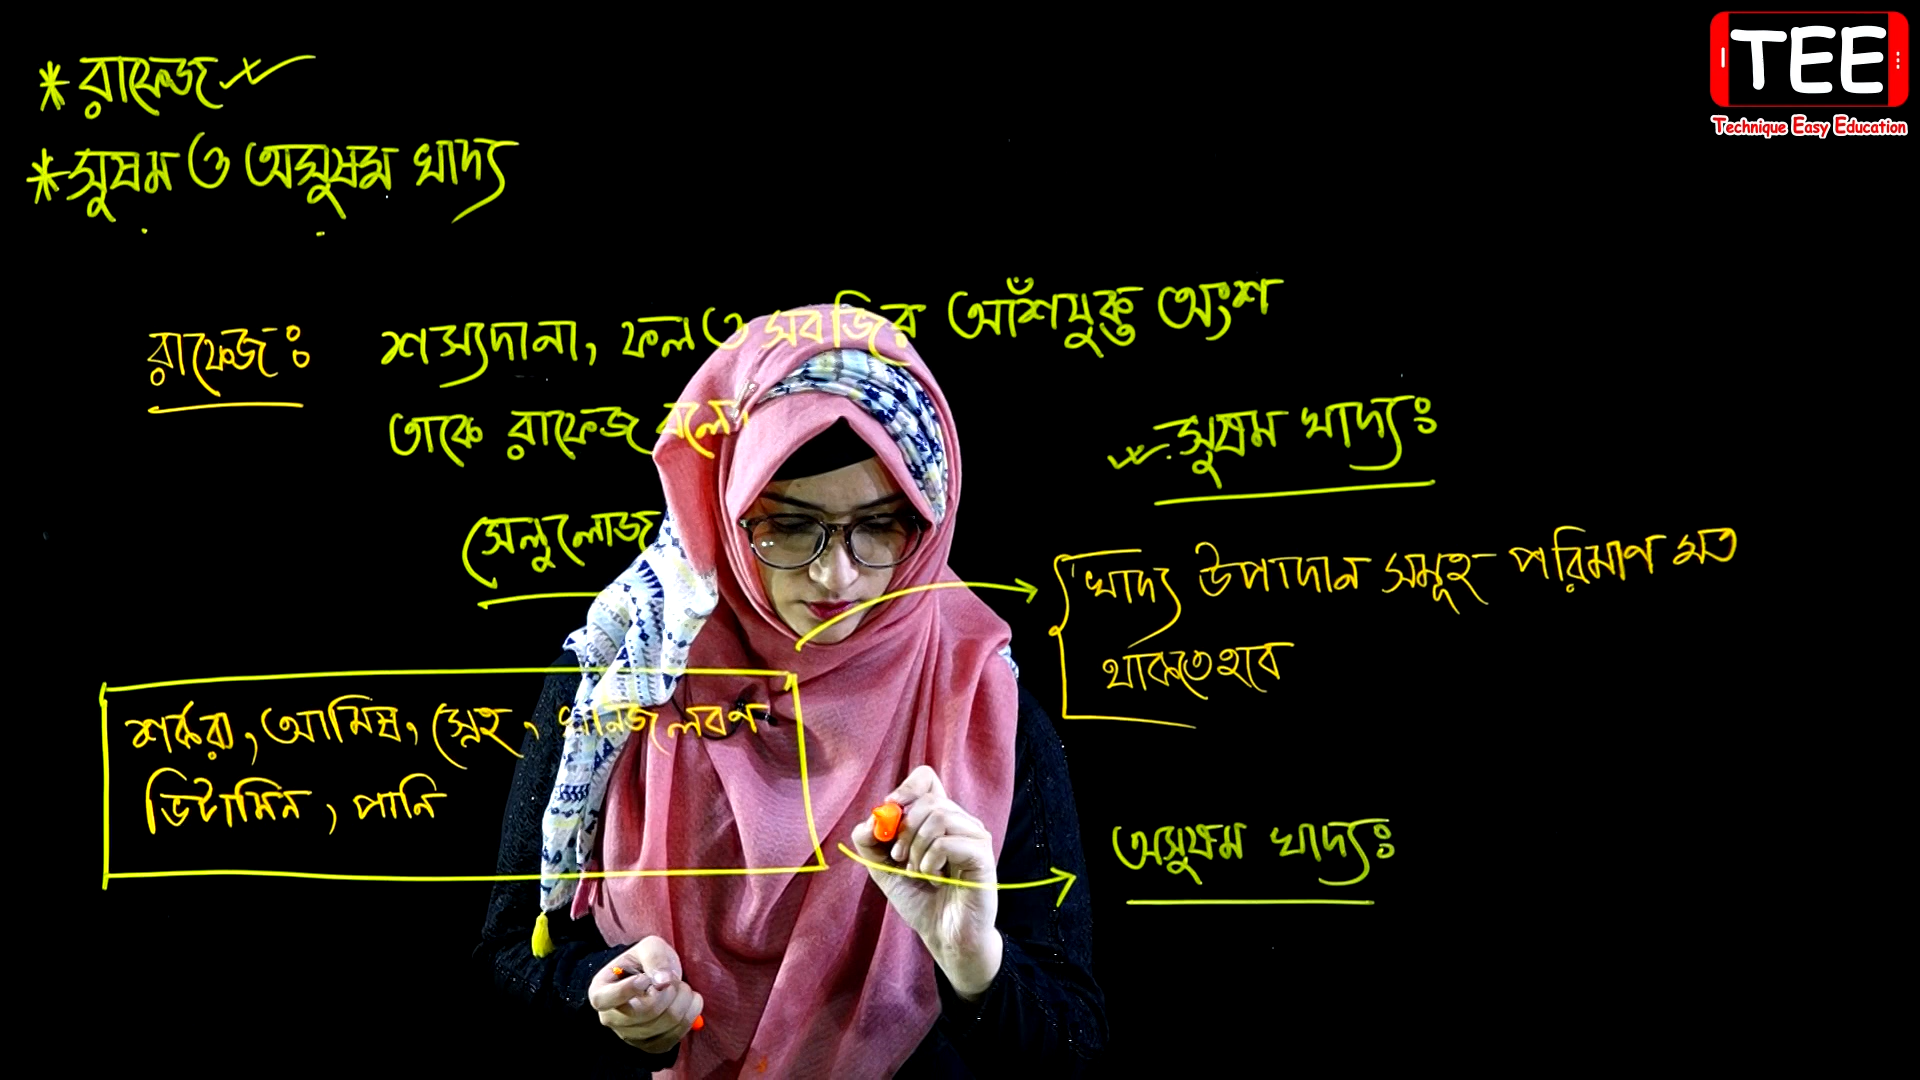 * রাফেজ
* সুষম ও অসুষম খাদ্য
TEE
Technique Easy Education
রাফেজঃ
শস্যদানা, ফল ও সবজির আঁশযুক্ত অংশ
তাকে রাফেজ বলে
সেলুলোজ
সুষম খাদ্যঃ
খাদ্য উপাদান সমূহ পরিমাণ মত
থাকতে হবে
শর্করা, আমিষ, স্নেহ, খনিজ লবণ
ভিটামিন, পানি
অসুষম খাদ্যঃ